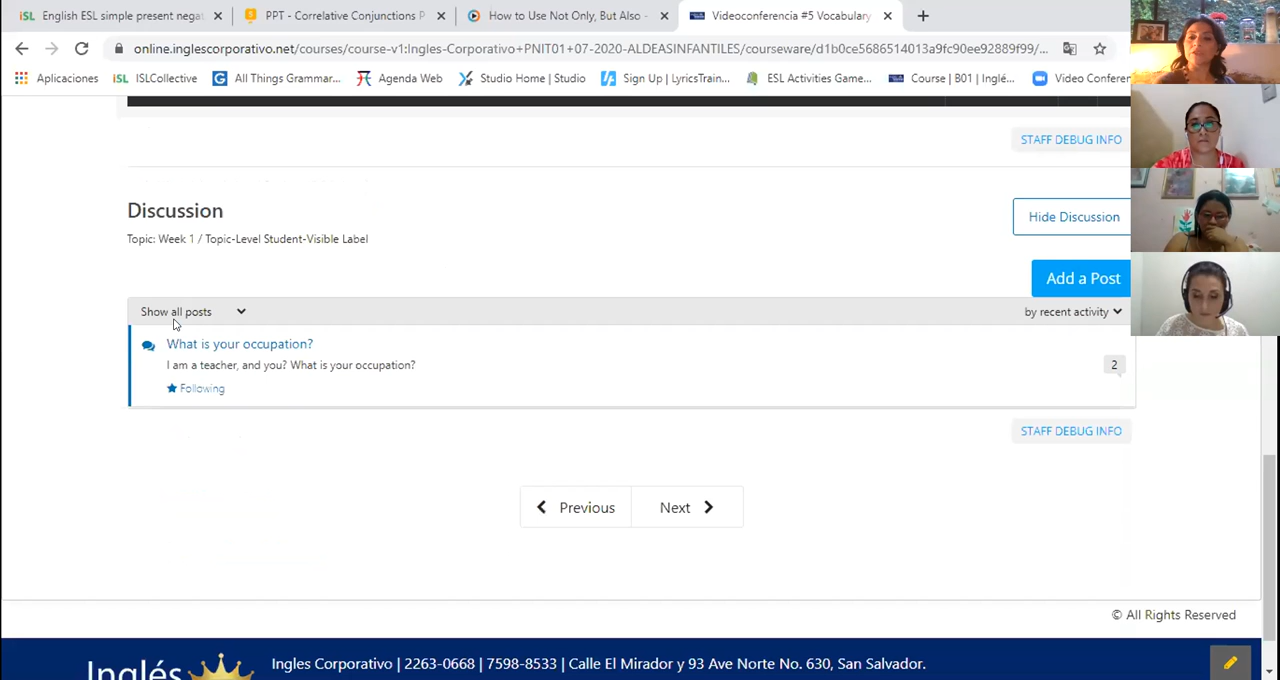 English ESL simple present negat
PPT - Correlative Conjunctions P
How to Use Not Only, But Also -
Videoconferencia #5 Vocabulary
online.inglescorporativo.net/courses/course-v1:Ingles-Corporativo+PNIT01+07-2020-ALDEASINFANTILES/courseware/d1b0ce5686514013a9fc90ee92889f99/...
Aplicaciones
iSL ISLCollective
All Things Grammar...
Agenda Web
Studio Home | Studio
Sign Up | LyricsTrain...
ESL Activities Game...
Course | B01 | Inglé...
Video Conferen
STAFF DEBUG INFO
Discussion
Hide Discussion
Topic: Week 1 / Topic-Level Student-Visible Label
Add a Post
Show all posts
by recent activity
What is your occupation?
I am a teacher, and you? What is your occupation?
2
Following
STAFF DEBUG INFO
Previous
Next
© All Rights Reserved
Inglés
Ingles Corporativo | 2263-0668 | 7598-8533 | Calle El Mirador y 93 Ave Norte No. 630, San Salvador.